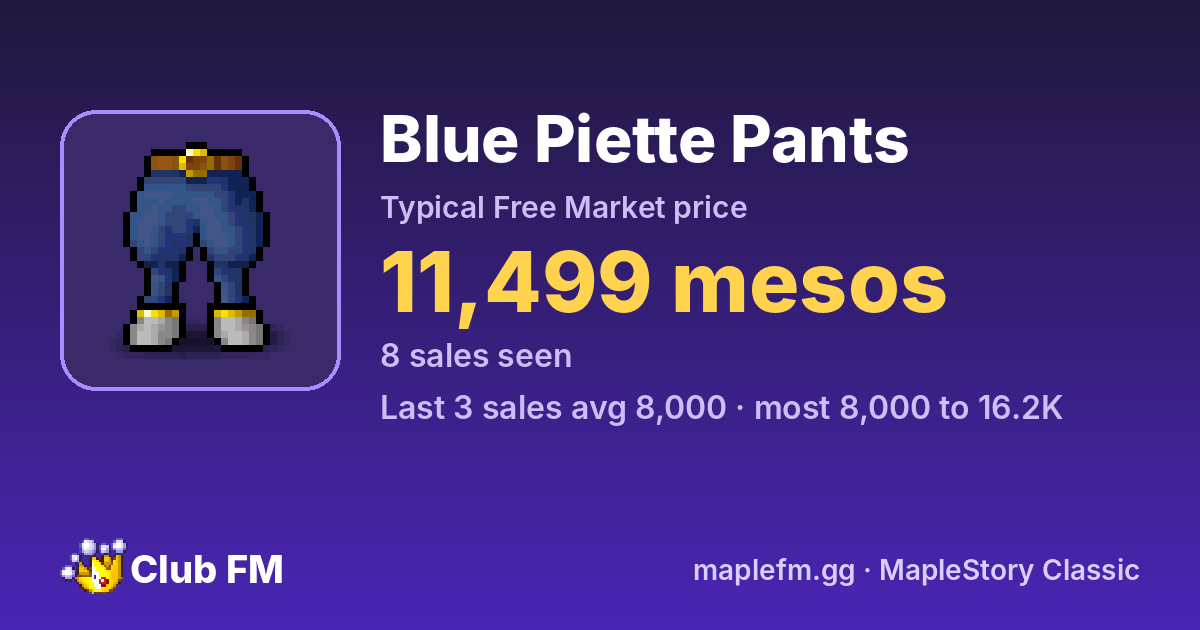 Blue Piette Pants
Typical Free Market price
11,499 mesos
8 sales seen
Last 3 sales avg 8,000 · most 8,000 to 16.2K
Club FM
maplefm.gg · MapleStory Classic